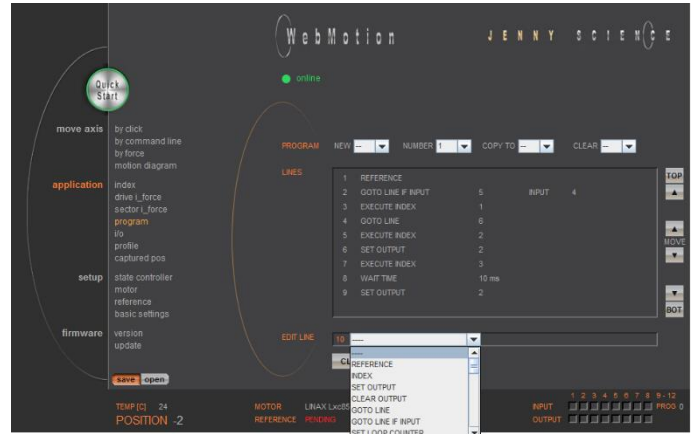 WebMotion
JENNY SCIENCE
online
Quick Start
move axis
by click
by command line
by force
motion diagram
application
index
drive i_force
sector i_force
program
i/o
profile
captured pos
setup
state controller
motor
reference
basic settings
firmware
version
update
save open
PROGRAM NEW -- NUMBER 1 COPY TO -- CLEAR --
LINES
1 REFERENCE
2 GOTO LINE IF INPUT 5 INPUT 4
3 EXECUTE INDEX 1
4 GOTO LINE 6
5 EXECUTE INDEX 2
6 SET OUTPUT 2
7 EXECUTE INDEX 3
8 WAIT TIME 10 ms
9 SET OUTPUT 2
TOP
MOVE
BOT
EDIT LINE 10 ----
CL
----
REFERENCE
INDEX
SET OUTPUT
CLEAR OUTPUT
GOTO LINE
GOTO LINE IF INPUT
SET LOOP COUNTER
TEMP [C] 24
POSITION -2
MOTOR LINAX Lxc85
REFERENCE PENDING
1 2 3 4 5 6 7 8 9-12
INPUT PROG 0
OUTPUT